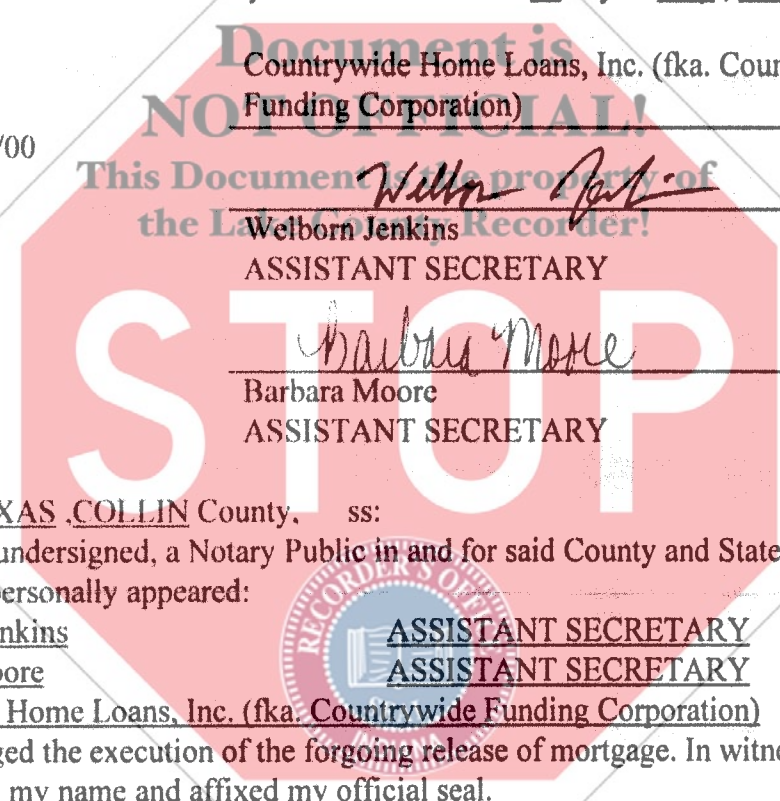 Document is
Countrywide Home Loans, Inc. (fka.
NOT OFFICIAL!
Funding Corporation)
/00
This Document is the property of
the Lake County Recorder!
Welborn Jenkins
ASSISTANT SECRETARY
STOP
Barbara Moore
Barbara Moore
ASSISTANT SECRETARY
XAS ,COLLIN County, ss:
undersigned, a Notary Public in and for said County and State
ersonally appeared:
nkins ASSISTANT SECRETARY
oore ASSISTANT SECRETARY
Home Loans, Inc. (fka. Countrywide Funding Corporation)
ged the execution of the forgoing release of mortgage. In witne
my name and affixed my official seal.
RECORDER'S OFFICE
INDIANA